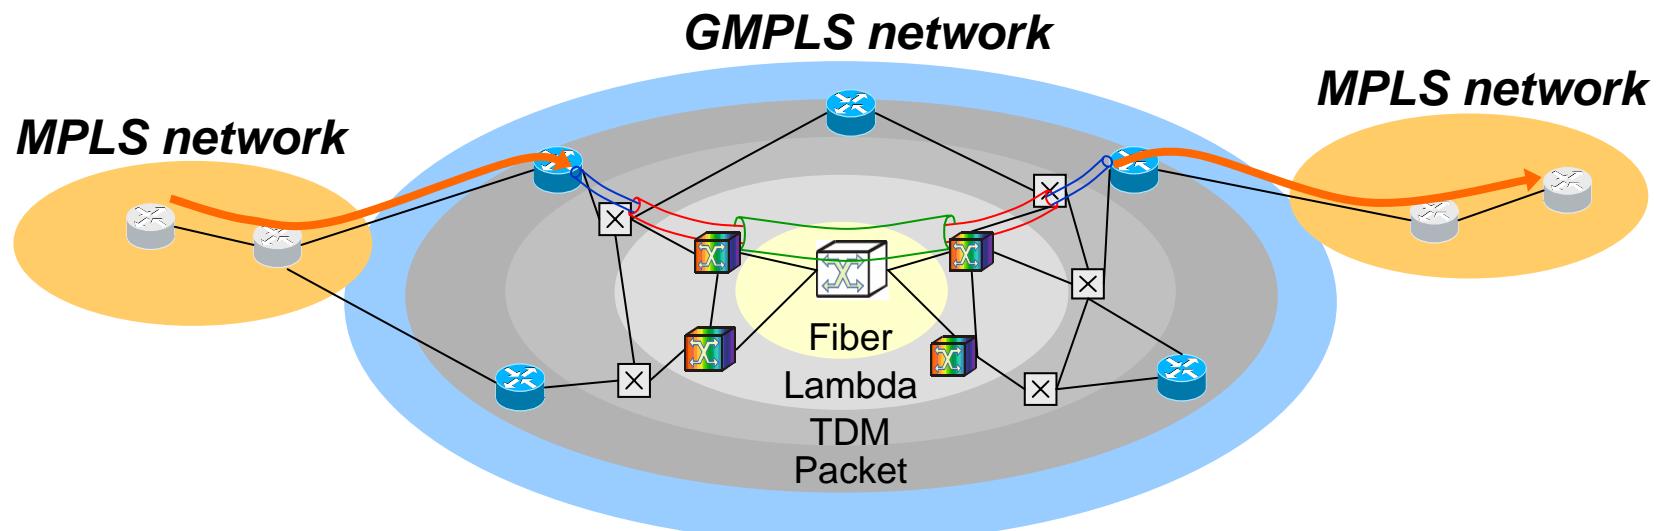 GMPLS network
MPLS network
MPLS network
Fiber
Lambda
TDM
Packet